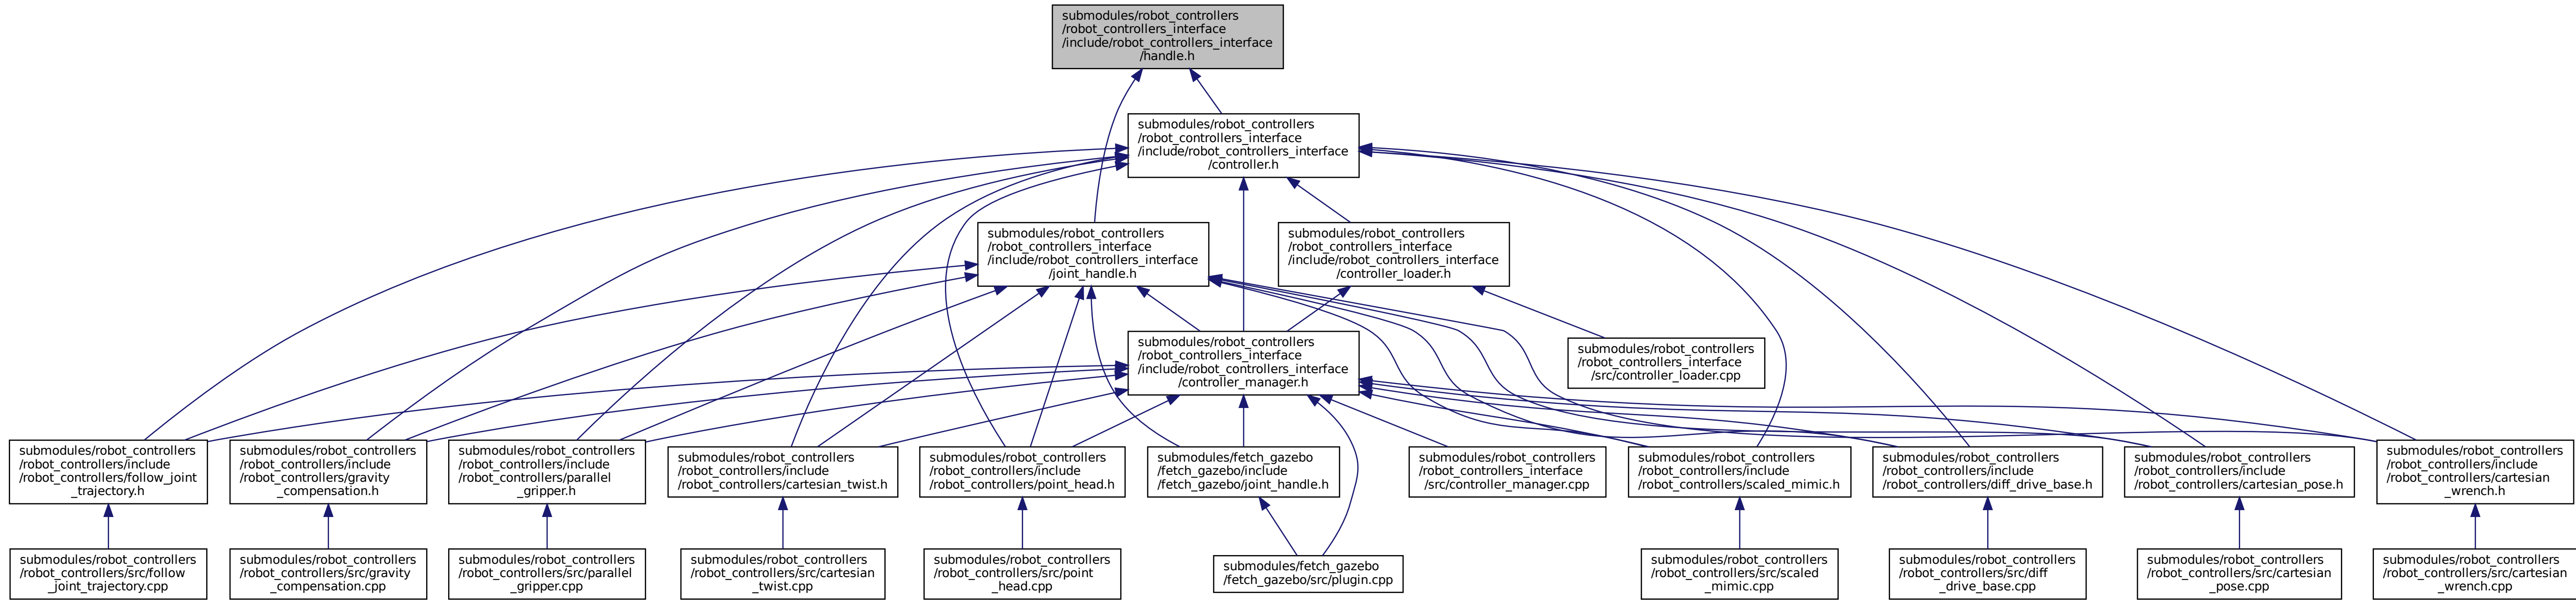 submodules/robot_controllers
/robot_controllers_interface
/include/robot_controllers_interface
/handle.h
submodules/robot_controllers
/robot_controllers_interface
/include/robot_controllers_interface
/controller.h
submodules/robot_controllers
/robot_controllers_interface
/include/robot_controllers_interface
/joint_handle.h
submodules/robot_controllers
/robot_controllers_interface
/include/robot_controllers_interface
/controller_loader.h
submodules/robot_controllers
/robot_controllers_interface
/include/robot_controllers_interface
/controller_manager.h
submodules/robot_controllers
/robot_controllers_interface
/src/controller_loader.cpp
submodules/robot_controllers
/robot_controllers/include
/robot_controllers/follow_joint
_trajectory.h
submodules/robot_controllers
/robot_controllers/include
/robot_controllers/gravity
_compensation.h
submodules/robot_controllers
/robot_controllers/include
/robot_controllers/parallel
_gripper.h
submodules/robot_controllers
/robot_controllers/include
/robot_controllers/cartesian_twist.h
submodules/robot_controllers
/robot_controllers/include
/robot_controllers/point_head.h
submodules/fetch_gazebo
/fetch_gazebo/include
/fetch_gazebo/joint_handle.h
submodules/robot_controllers
/robot_controllers_interface
/src/controller_manager.cpp
submodules/robot_controllers
/robot_controllers/include
/robot_controllers/scaled_mimic.h
submodules/robot_controllers
/robot_controllers/include
/robot_controllers/diff_drive_base.h
submodules/robot_controllers
/robot_controllers/include
/robot_controllers/cartesian_pose.h
submodules/robot_controllers
/robot_controllers/include
/robot_controllers/cartesian
_wrench.h
submodules/robot_controllers
/robot_controllers/src/follow
_joint_trajectory.cpp
submodules/robot_controllers
/robot_controllers/src/gravity
_compensation.cpp
submodules/robot_controllers
/robot_controllers/src/parallel
_gripper.cpp
submodules/robot_controllers
/robot_controllers/src/cartesian
_twist.cpp
submodules/robot_controllers
/robot_controllers/src/point
_head.cpp
submodules/fetch_gazebo
/fetch_gazebo/src/plugin.cpp
submodules/robot_controllers
/robot_controllers/src/scaled
_mimic.cpp
submodules/robot_controllers
/robot_controllers/src/diff
_drive_base.cpp
submodules/robot_controllers
/robot_controllers/src/cartesian
_pose.cpp
submodules/robot_controllers
/robot_controllers/src/cartesian
_wrench.cpp